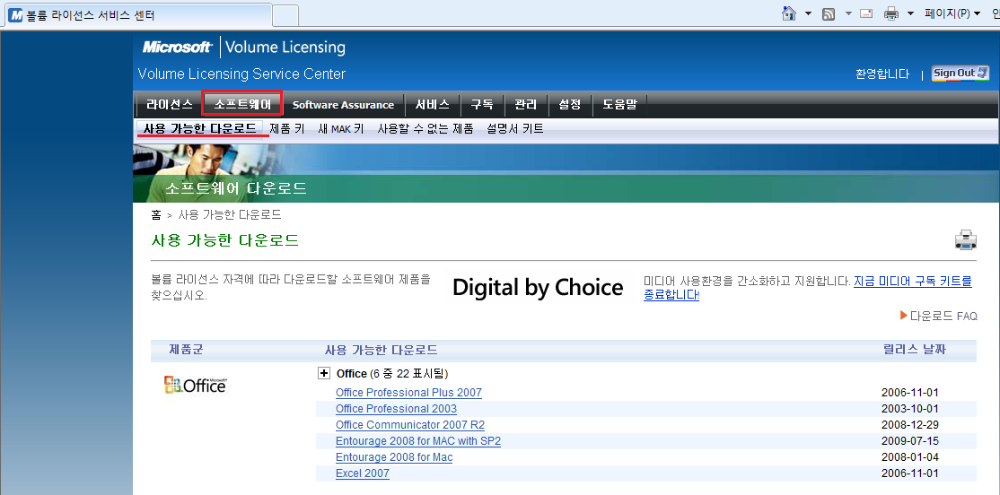 볼륨 라이선스 서비스 센터
페이지(P)
Microsoft Volume Licensing
Volume Licensing Service Center
환영합니다 | Sign Out
라이선스 소프트웨어 Software Assurance 서비스 구독 관리 설정 도움말
사용 가능한 다운로드 제품 키 새 MAK 키 사용할 수 없는 제품 설명서 키트
소프트웨어 다운로드
홈 > 사용 가능한 다운로드
사용 가능한 다운로드
볼륨 라이선스 자격에 따라 다운로드할 소프트웨어 제품을
찾으십시오.
Digital by Choice
미디어 사용환경을 간소화하고 지원합니다. 지금 미디어 구독 키트를
종료합니다!
다운로드 FAQ
제품군 사용 가능한 다운로드 릴리스 날짜
Microsoft Office
Office (6 중 22 표시됨)
Office Professional Plus 2007 2006-11-01
Office Professional 2003 2003-10-01
Office Communicator 2007 R2 2008-12-29
Entourage 2008 for MAC with SP2 2009-07-15
Entourage 2008 for Mac 2008-01-04
Excel 2007 2006-11-01